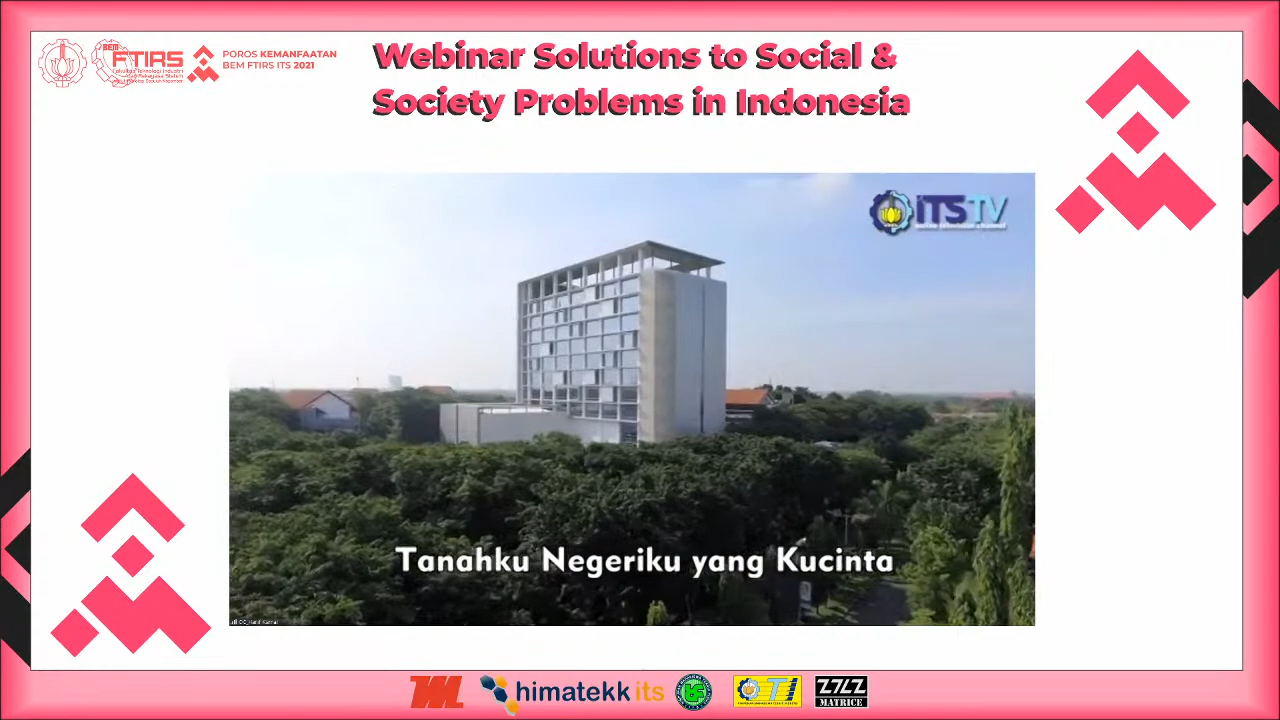 BEM
FTIRS
POROS KEMANFAATAN
BEM FTIRS ITS 2021
Webinar Solutions to Social &
Society Problems in Indonesia
ITS TV
Tanahku Negeriku yang Kucinta
himatekk its
MATRICE